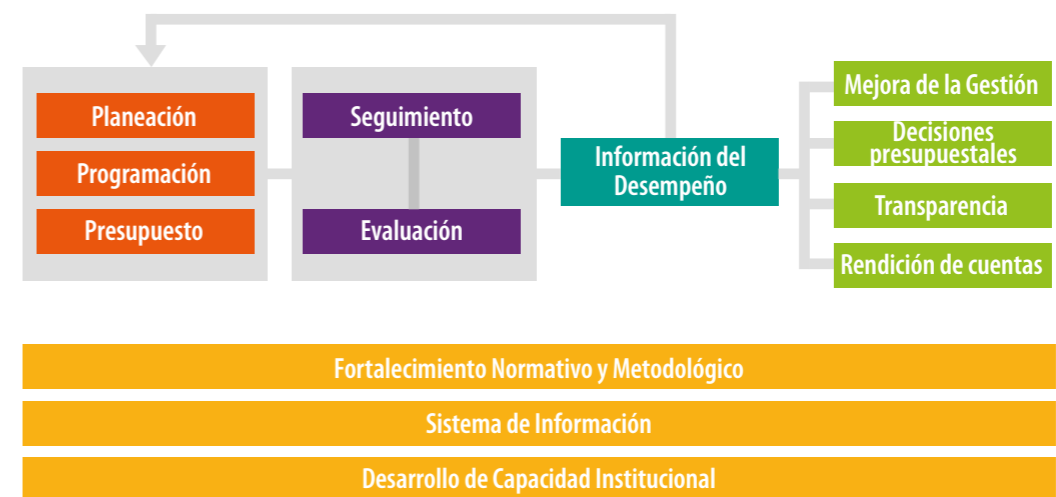 Planeación
Programación
Presupuesto
Seguimiento
Evaluación
Información del
Desempeño
Mejora de la Gestión
Decisiones
presupuestales
Transparencia
Rendición de cuentas
Fortalecimiento Normativo y Metodológico
Sistema de Información
Desarrollo de Capacidad Institucional